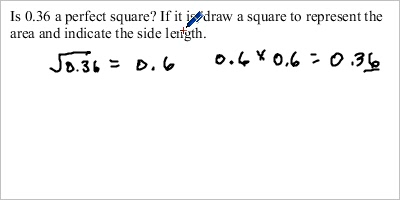 Is 0.36 a perfect square? If it is, draw a square to represent the
area and indicate the side length.
√0.36 = 0.6 0.6 × 0.6 = 0.36